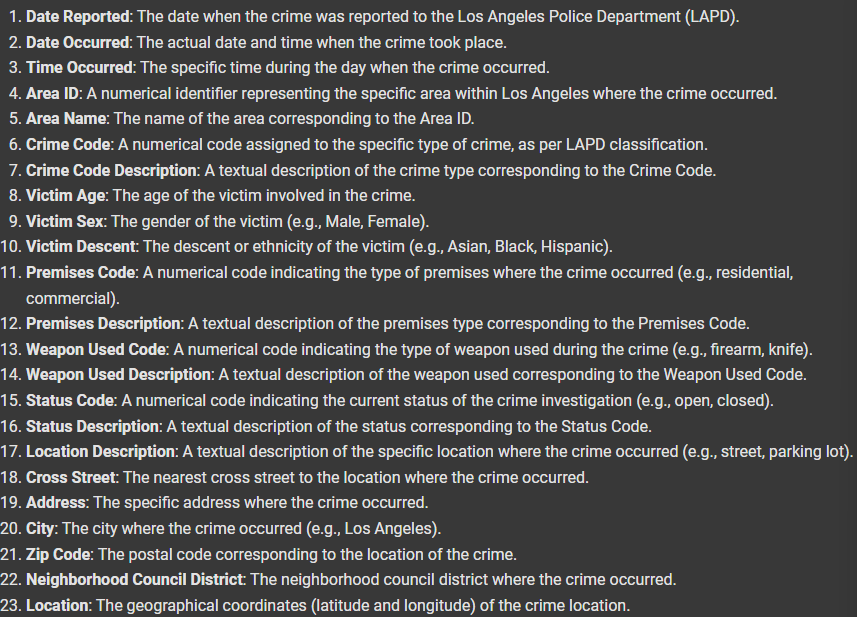 1. Date Reported: The date when the crime was reported to the Los Angeles Police Department (LAPD).
2. Date Occurred: The actual date and time when the crime took place.
3. Time Occurred: The specific time during the day when the crime occurred.
4. Area ID: A numerical identifier representing the specific area within Los Angeles where the crime occurred.
5. Area Name: The name of the area corresponding to the Area ID.
6. Crime Code: A numerical code assigned to the specific type of crime, as per LAPD classification.
7. Crime Code Description: A textual description of the crime type corresponding to the Crime Code.
8. Victim Age: The age of the victim involved in the crime.
9. Victim Sex: The gender of the victim (e.g., Male, Female).
10. Victim Descent: The descent or ethnicity of the victim (e.g., Asian, Black, Hispanic).
11. Premises Code: A numerical code indicating the type of premises where the crime occurred (e.g., residential,
commercial).
12. Premises Description: A textual description of the premises type corresponding to the Premises Code.
13. Weapon Used Code: A numerical code indicating the type of weapon used during the crime (e.g., firearm, knife).
14. Weapon Used Description: A textual description of the weapon used corresponding to the Weapon Used Code.
15. Status Code: A numerical code indicating the current status of the crime investigation (e.g., open, closed).
16. Status Description: A textual description of the status corresponding to the Status Code.
17. Location Description: A textual description of the specific location where the crime occurred (e.g., street, parking lot).
18. Cross Street: The nearest cross street to the location where the crime occurred.
19. Address: The specific address where the crime occurred.
20. City: The city where the crime occurred (e.g., Los Angeles).
21. Zip Code: The postal code corresponding to the location of the crime.
22. Neighborhood Council District: The neighborhood council district where the crime occurred.
23. Location: The geographical coordinates (latitude and longitude) of the crime location.